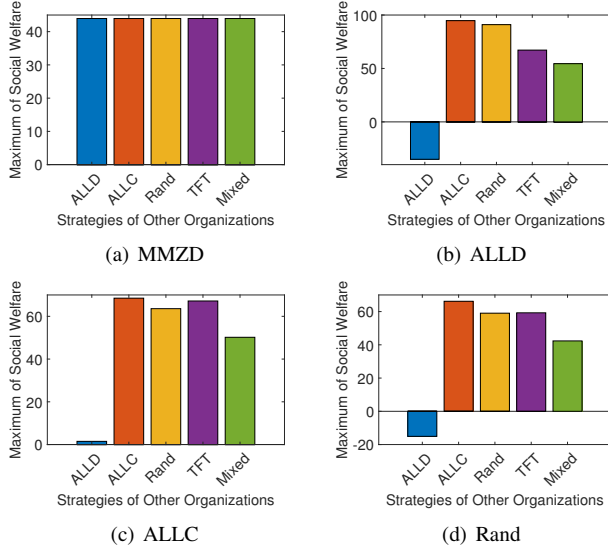 Maximum of Social Welfare
40
30
20
10
0
ALLD
ALLC
Rand
TFT
Mixed
Strategies of Other Organizations
(a) MMZD
Maximum of Social Welfare
100
50
0
ALLD
ALLC
Rand
TFT
Mixed
Strategies of Other Organizations
(b) ALLD
Maximum of Social Welfare
60
40
20
0
ALLD
ALLC
Rand
TFT
Mixed
Strategies of Other Organizations
(c) ALLC
Maximum of Social Welfare
60
40
20
0
-20
ALLD
ALLC
Rand
TFT
Mixed
Strategies of Other Organizations
(d) Rand